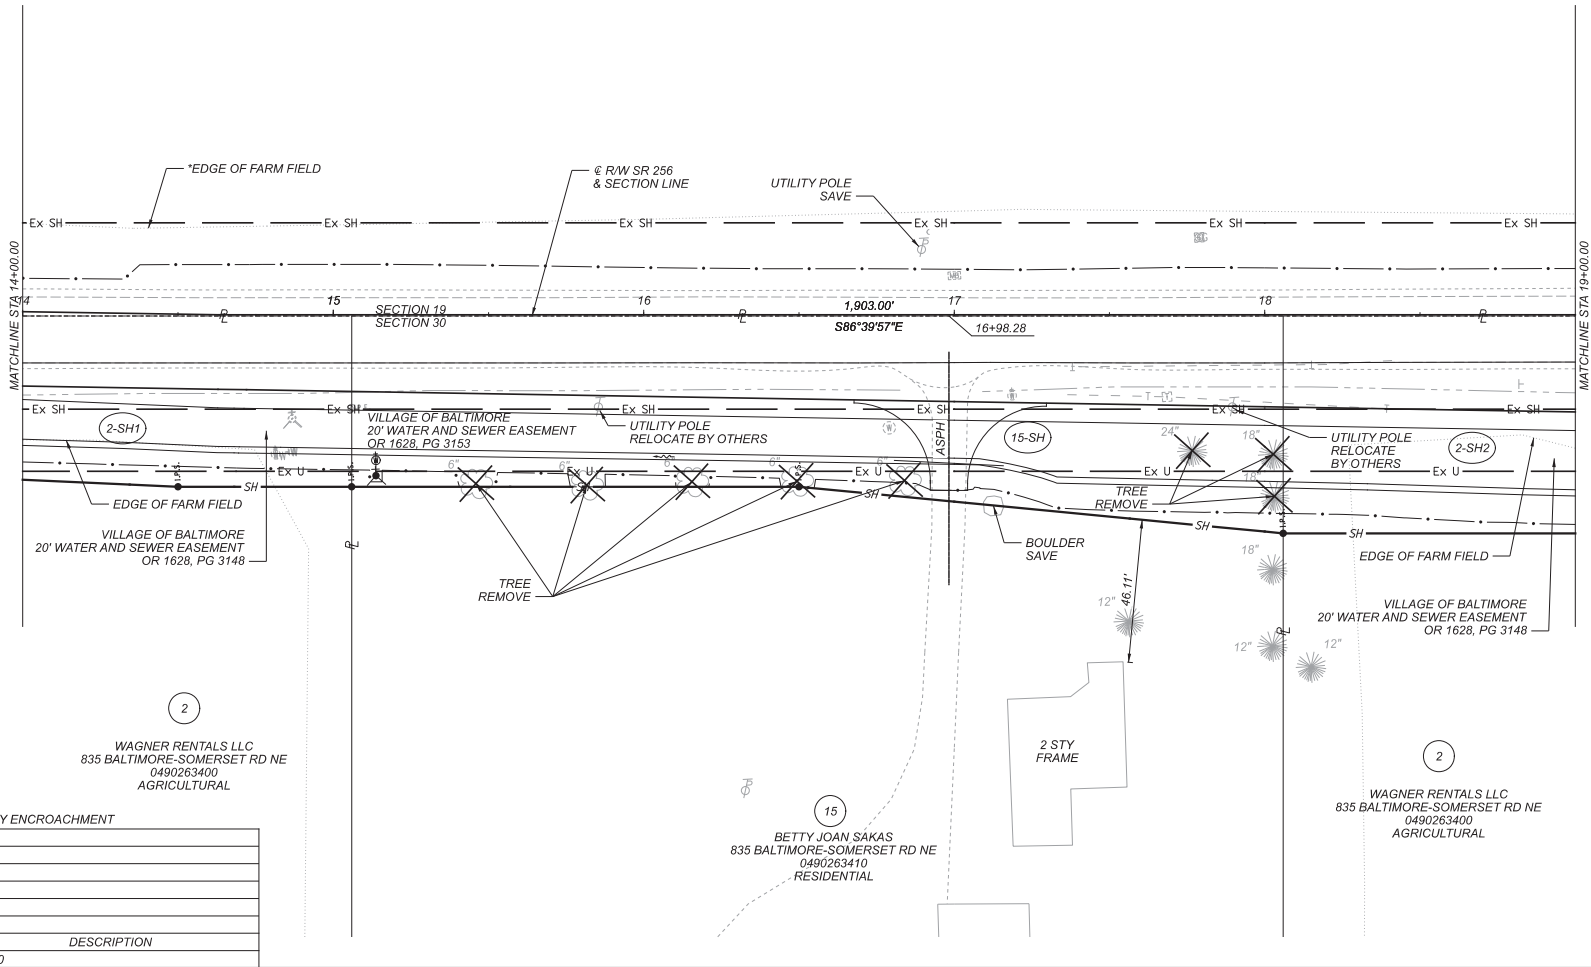 *EDGE OF FARM FIELD
℄ R/W SR 256
& SECTION LINE
UTILITY POLE
SAVE
Ex SH
Ex SH
Ex SH
Ex SH
Ex SH
Ex SH
MATCHLINE STA 14+00.00
MATCHLINE STA 19+00.00
14
15
16
17
18
SECTION 19
SECTION 30
1,903.00'
S86°39'57"E
16+98.28
Ex SH
Ex SH
Ex SH
Ex SH
Ex SH
Ex SH
2-SH1
VILLAGE OF BALTIMORE
20' WATER AND SEWER EASEMENT
OR 1628, PG 3153
UTILITY POLE
RELOCATE BY OTHERS
ASPH
15-SH
24"
18"
UTILITY POLE
RELOCATE
BY OTHERS
2-SH2
I.P.S.
I.P.S.
I.P.S.
I.P.S.
Ex U
Ex U
Ex U
Ex U
Ex U
6"
6"
6"
6"
6"
18"
SH
SH
SH
SH
EDGE OF FARM FIELD
TREE
REMOVE
VILLAGE OF BALTIMORE
20' WATER AND SEWER EASEMENT
OR 1628, PG 3148
BOULDER
SAVE
18"
EDGE OF FARM FIELD
TREE
REMOVE
12"
46.11'
VILLAGE OF BALTIMORE
20' WATER AND SEWER EASEMENT
OR 1628, PG 3148
12"
12"
2
WAGNER RENTALS LLC
835 BALTIMORE-SOMERSET RD NE
0490263400
AGRICULTURAL
2 STY
FRAME
2
WAGNER RENTALS LLC
835 BALTIMORE-SOMERSET RD NE
0490263400
AGRICULTURAL
15
BETTY JOAN SAKAS
835 BALTIMORE-SOMERSET RD NE
0490263410
RESIDENTIAL
Y ENCROACHMENT
DESCRIPTION
0